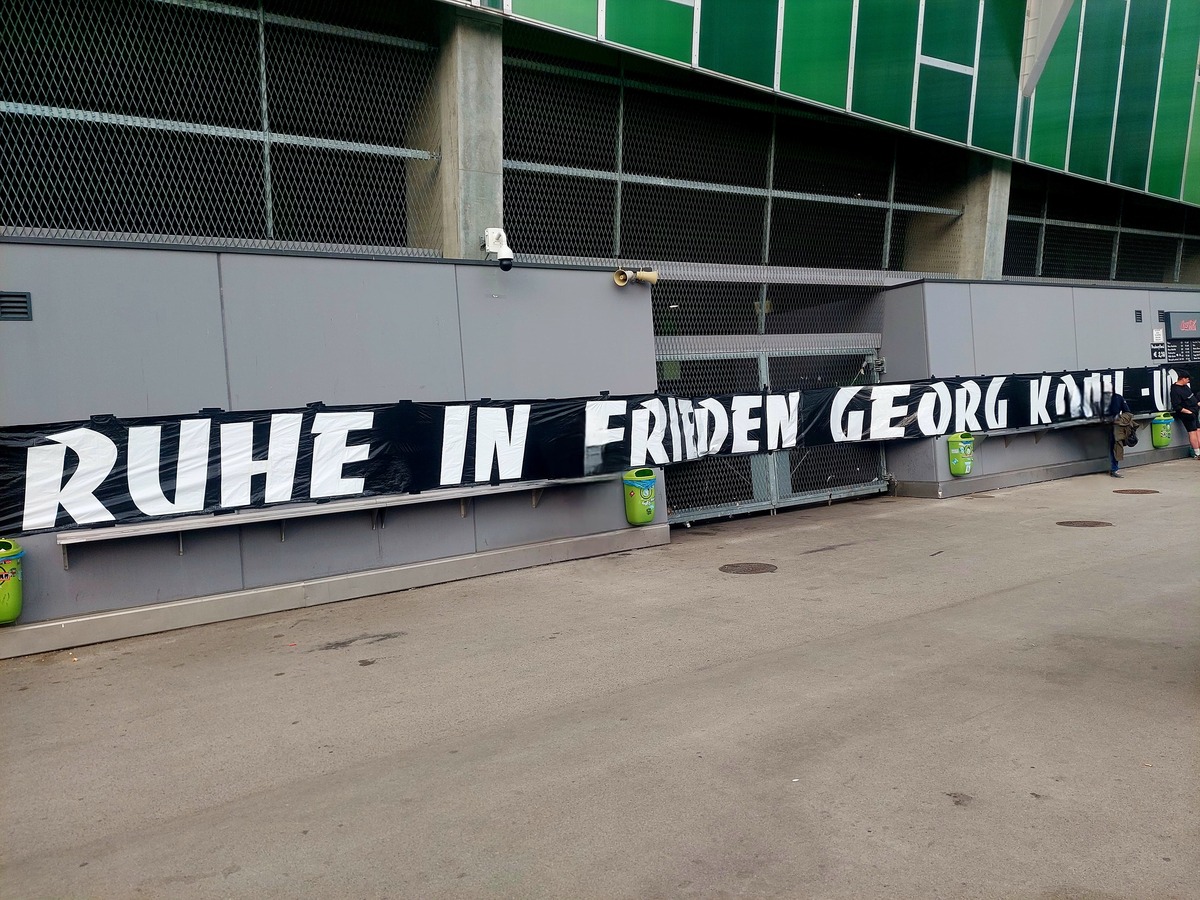 RUHE IN FRIEDEN GEORG